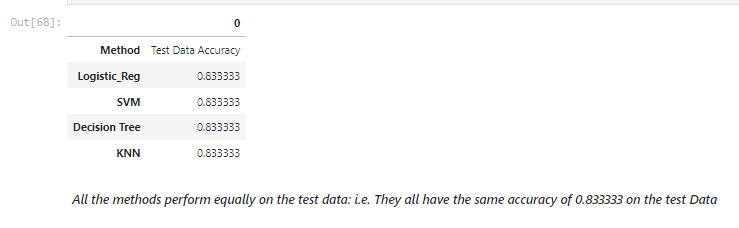 Out[68]:
0
Method Test Data Accuracy
Logistic_Reg 0.833333
SVM 0.833333
Decision Tree 0.833333
KNN 0.833333
All the methods perform equally on the test data: i.e. They all have the same accuracy of 0.833333 on the test Data